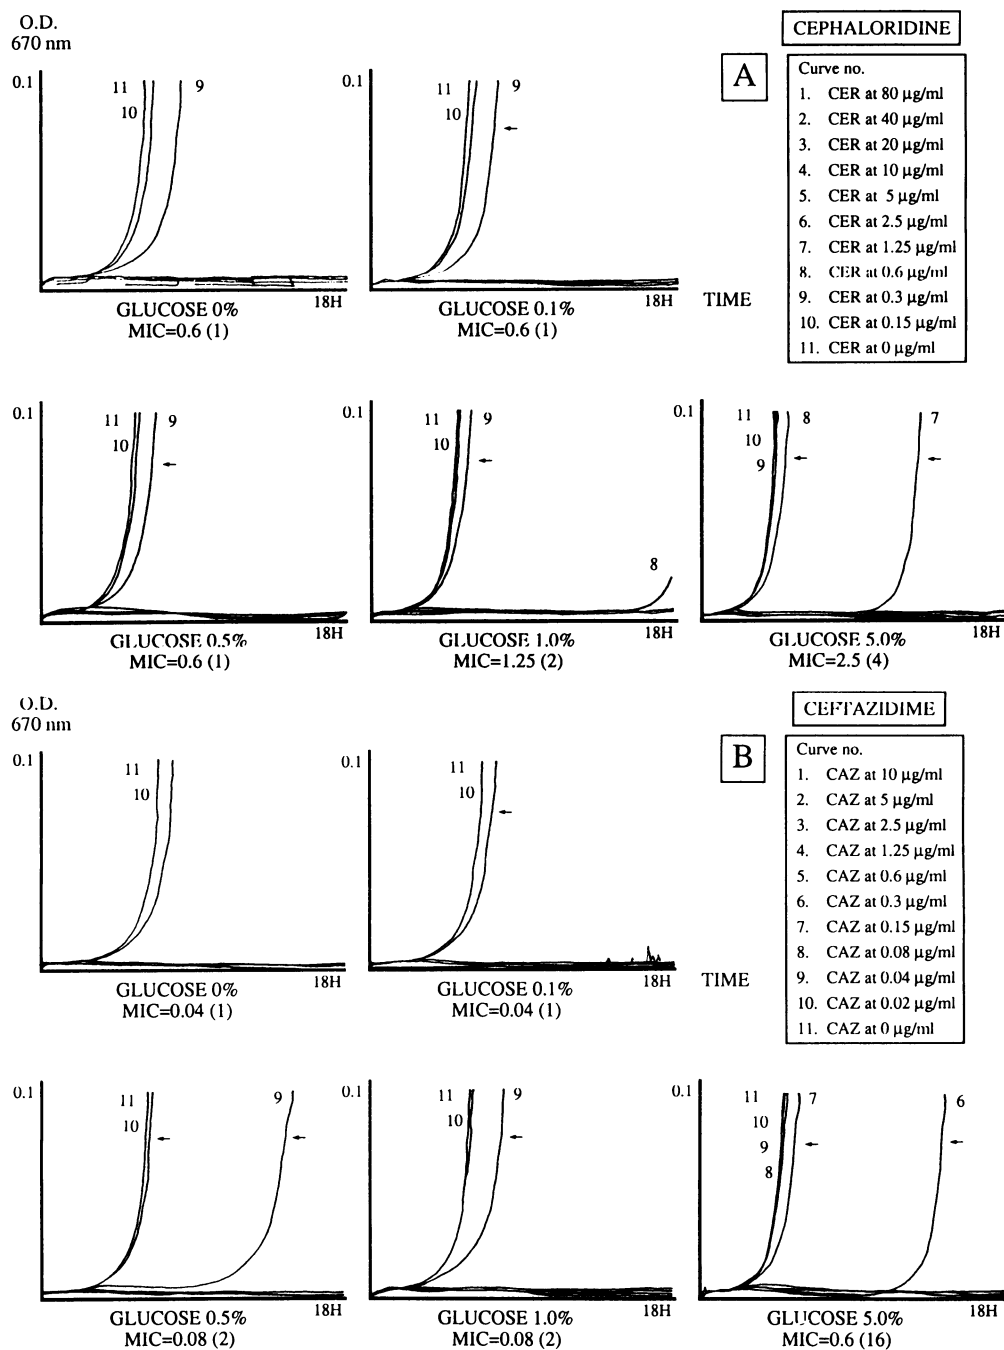 O.D.
670 nm
CEPHALORIDINE
A
Curve no.
1. CER at 80 µg/ml
2. CER at 40 µg/ml
3. CER at 20 µg/ml
4. CER at 10 µg/ml
5. CER at 5 µg/ml
6. CER at 2.5 µg/ml
7. CER at 1.25 µg/ml
8. CER at 0.6 µg/ml
9. CER at 0.3 µg/ml
10. CER at 0.15 µg/ml
11. CER at 0 µg/ml
0.1
11
10
9
18H
GLUCOSE 0%
MIC=0.6 (1)
0.1
11
10
9
18H
GLUCOSE 0.1%
MIC=0.6 (1)
TIME
0.1
11
10
9
18H
GLUCOSE 0.5%
MIC=0.6 (1)
0.1
11
10
9
8
18H
GLUCOSE 1.0%
MIC=1.25 (2)
0.1
11
10
9
8
7
18H
GLUCOSE 5.0%
MIC=2.5 (4)
O.D.
670 nm
CEFTAZIDIME
B
Curve no.
1. CAZ at 10 µg/ml
2. CAZ at 5 µg/ml
3. CAZ at 2.5 µg/ml
4. CAZ at 1.25 µg/ml
5. CAZ at 0.6 µg/ml
6. CAZ at 0.3 µg/ml
7. CAZ at 0.15 µg/ml
8. CAZ at 0.08 µg/ml
9. CAZ at 0.04 µg/ml
10. CAZ at 0.02 µg/ml
11. CAZ at 0 µg/ml
0.1
11
10
18H
GLUCOSE 0%
MIC=0.04 (1)
0.1
11
10
18H
GLUCOSE 0.1%
MIC=0.04 (1)
TIME
0.1
11
10
9
18H
GLUCOSE 0.5%
MIC=0.08 (2)
0.1
11
10
9
18H
GLUCOSE 1.0%
MIC=0.08 (2)
0.1
11
10
9
8
7
6
18H
GLUCOSE 5.0%
MIC=0.6 (16)